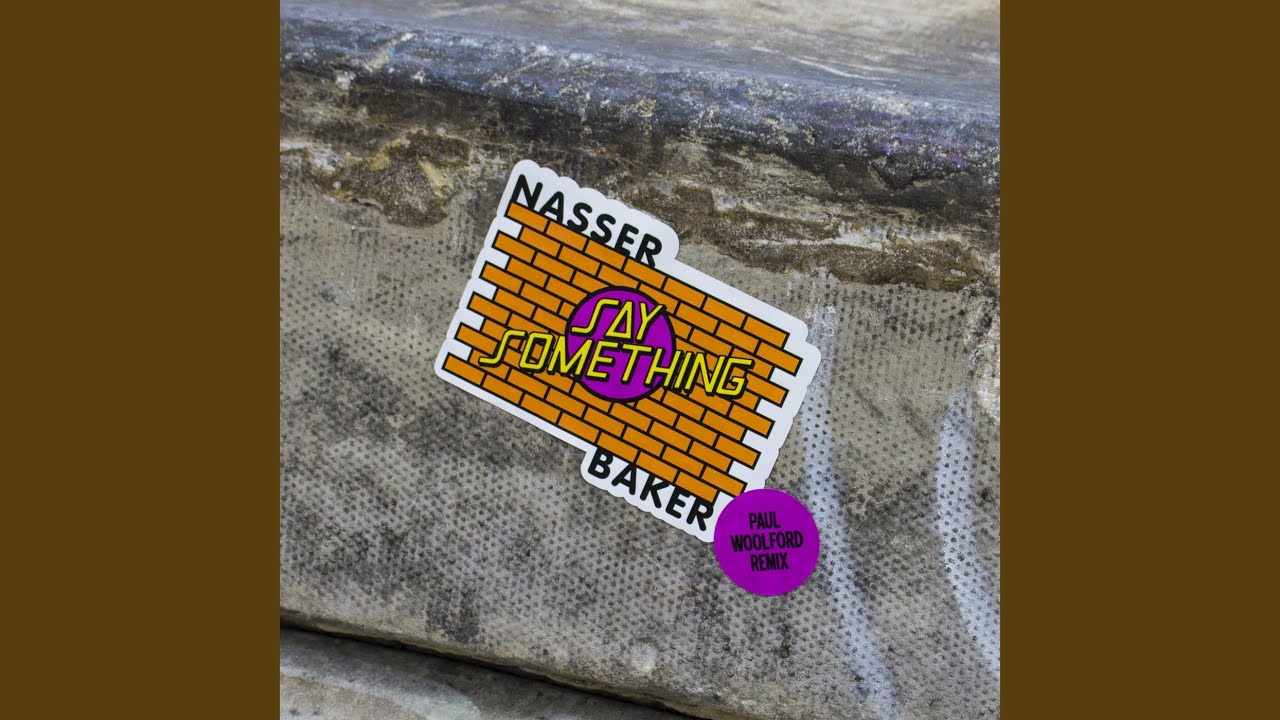 NASSER
SAY
SOMETHING
BAKER
PAUL
WOOLFORD
REMIX